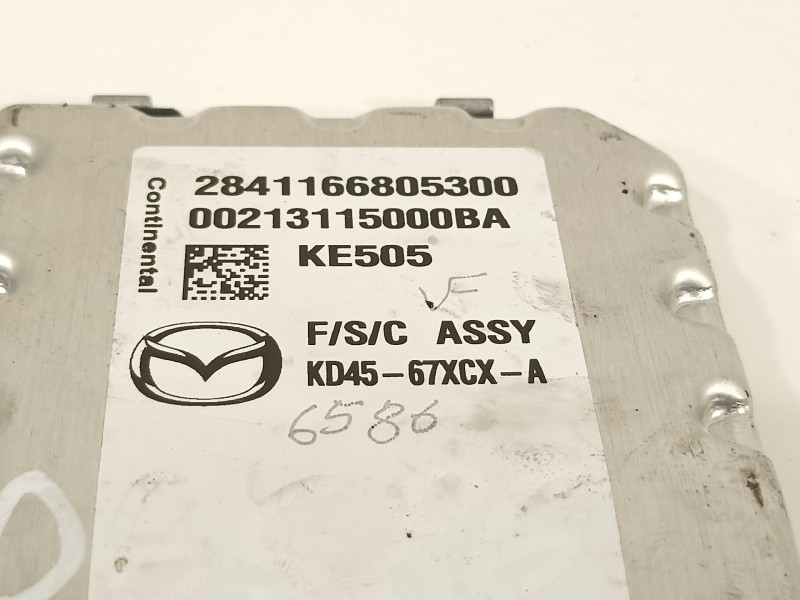 Continental
2841166805300
00213115000BA
KE505
F/S/C ASSY
KD45-67XCX-A
6586